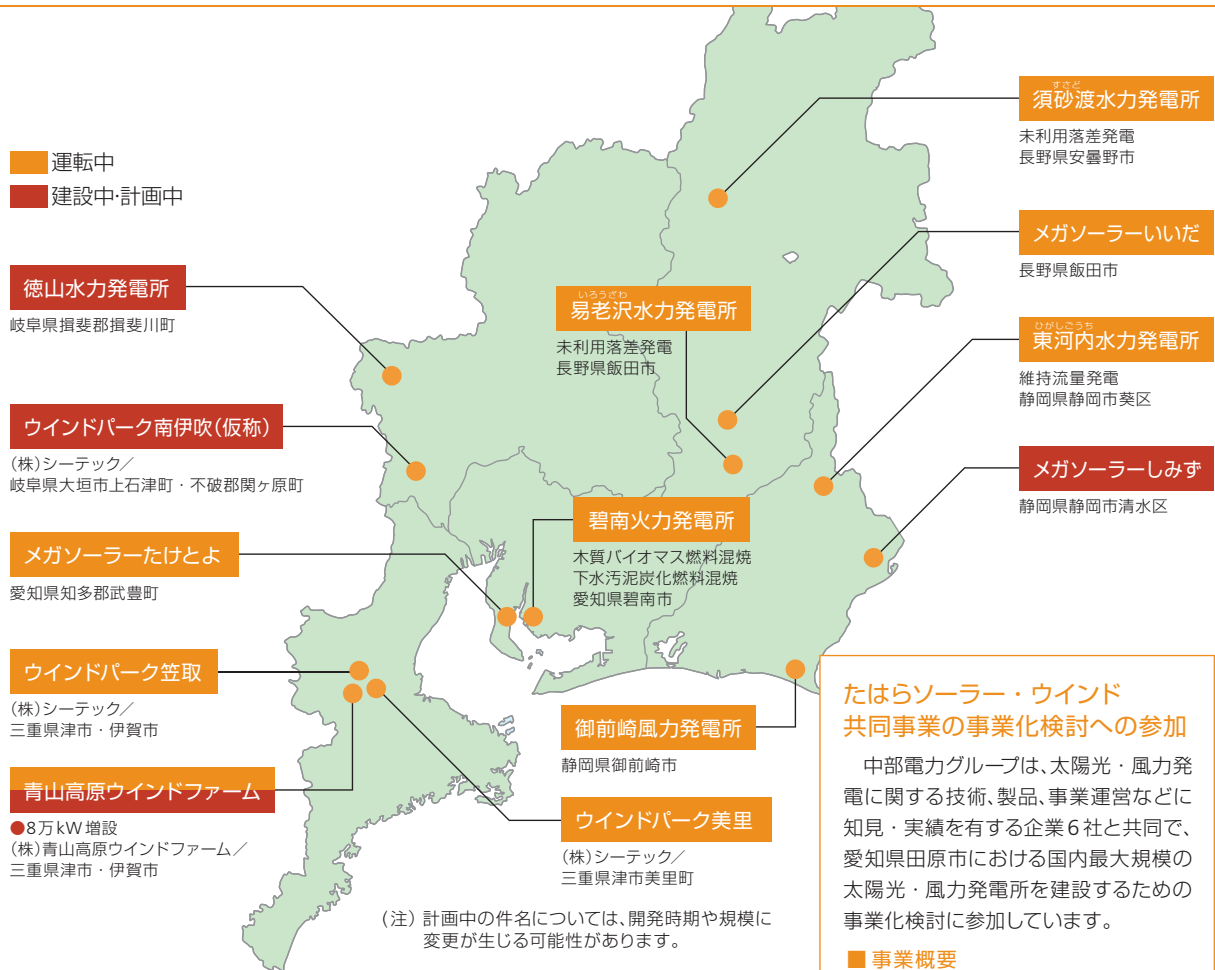 運転中
建設中・計画中
徳山水力発電所
岐阜県揖斐郡揖斐川町
ウインドパーク南伊吹（仮称）
（株）シーテック／
岐阜県大垣市上石津町・不破郡関ヶ原町
メガソーラーたけとよ
愛知県知多郡武豊町
ウインドパーク笠取
（株）シーテック／
三重県津市・伊賀市
青山高原ウインドファーム
●8万kW増設
（株）青山高原ウインドファーム／
三重県津市・伊賀市
いろうざわ
易老沢水力発電所
未利用落差発電
長野県飯田市
碧南火力発電所
木質バイオマス燃料混焼
下水汚泥炭化燃料混焼
愛知県碧南市
御前崎風力発電所
静岡県御前崎市
ウインドパーク美里
（株）シーテック／
三重県津市美里町
（注） 計画中の件名については、開発時期や規模に
変更が生じる可能性があります。
すさど
須砂渡水力発電所
未利用落差発電
長野県安曇野市
メガソーラーいいだ
長野県飯田市
ひがしごうち
東河内水力発電所
維持流量発電
静岡県静岡市葵区
メガソーラーしみず
静岡県静岡市清水区
たはらソーラー・ウインド
共同事業の事業化検討への参加
中部電力グループは、太陽光・風力発
電に関する技術、製品、事業運営などに
知見・実績を有する企業6社と共同で、
愛知県田原市における国内最大規模の
太陽光・風力発電所を建設するための
事業化検討に参加しています。
■ 事業概要